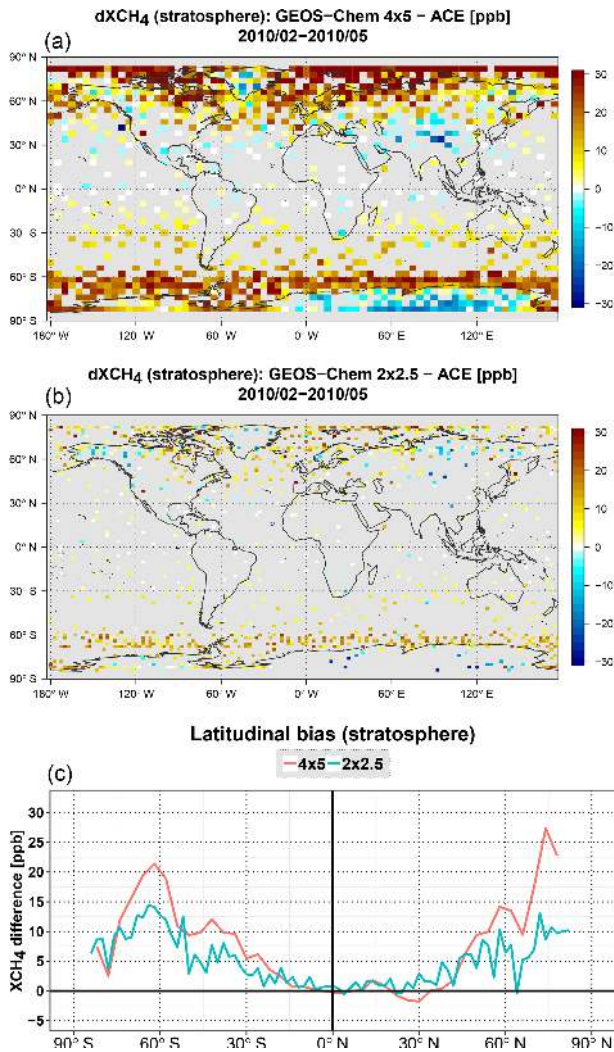 dXCH₄ (stratosphere): GEOS−Chem 4x5 − ACE [ppb]
2010/02−2010/05
(a)
90° N
60° N
30° N
0° N
30° S
60° S
90° S
180° W
120° W
60° W
0° W
60° E
120° E
30
20
10
0
−10
−20
−30
dXCH₄ (stratosphere): GEOS−Chem 2x2.5 − ACE [ppb]
2010/02−2010/05
(b)
90° N
60° N
30° N
0° N
30° S
60° S
90° S
180° W
120° W
60° W
0° W
60° E
120° E
30
20
10
0
−10
−20
−30
Latitudinal bias (stratosphere)
4x5 2x2.5
(c)
XCH₄ difference [ppb]
30
25
20
15
10
5
0
−5
90° S 60° S 30° S 0° N 30° N 60° N 90° N